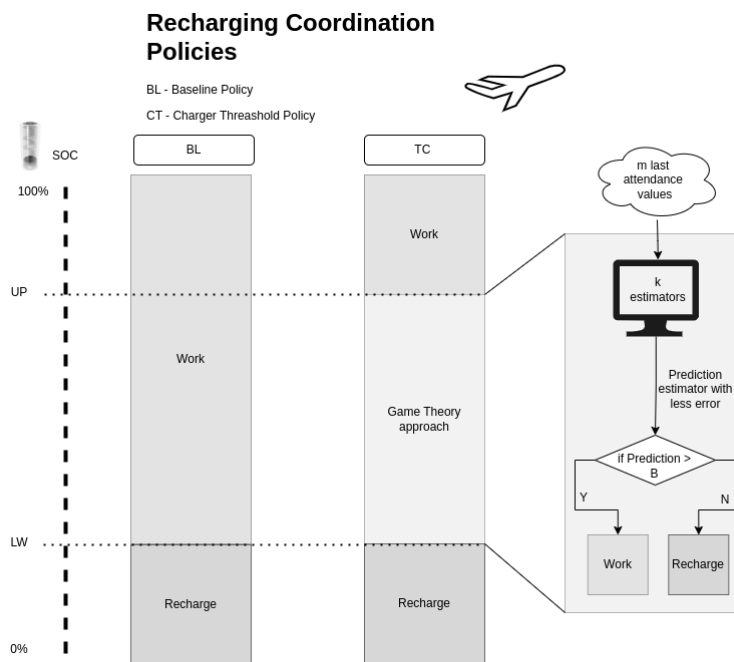 Recharging Coordination
Policies
BL - Baseline Policy
CT - Charger Threashold Policy
SOC
BL
TC
100%
Work
m last
attendance
values
UP
k
estimators
Work
Prediction
estimator with
less error
Game Theory
approach
if Prediction >
B
Y
N
LW
Work
Recharge
Recharge
Recharge
0%